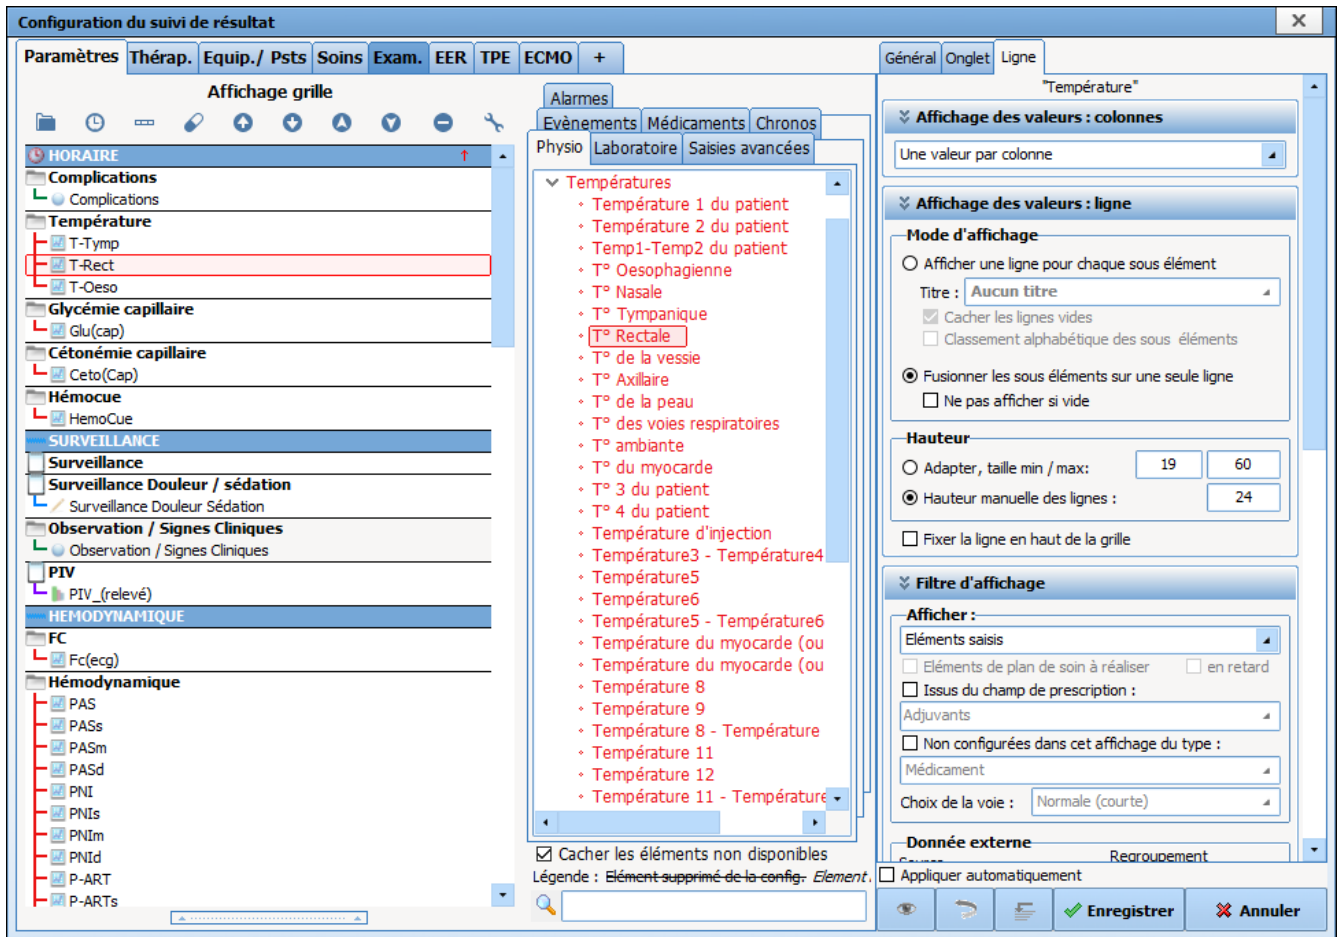 Configuration du suivi de résultat
Paramètres Thérap. Equip./ Psts Soins Exam. EER TPE ECMO +
Affichage grille
HORAIRE
Complications
Complications
Température
T-Tymp
T-Rect
T-Oeso
Glycémie capillaire
Glu(cap)
Cétonémie capillaire
Ceto(Cap)
Hémocue
HemoCue
SURVEILLANCE
Surveillance
Surveillance Douleur / sédation
Surveillance Douleur Sédation
Observation / Signes Cliniques
Observation / Signes Cliniques
PIV
PIV_(relevé)
HEMODYNAMIQUE
FC
Fc(ecg)
Hémodynamique
PAS
PASs
PASm
PASd
PNI
PNIs
PNIm
PNId
P-ART
P-ARTs
Alarmes
Evènements Médicaments Chronos
Physio Laboratoire Saisies avancées
Températures
Température 1 du patient
Température 2 du patient
Temp1-Temp2 du patient
T° Oesophagienne
T° Nasale
T° Tympanique
T° Rectale
T° de la vessie
T° Axillaire
T° de la peau
T° des voies respiratoires
T° ambiante
T° du myocarde
T° 3 du patient
T° 4 du patient
Température d'injection
Température3 - Température4
Température5
Température6
Température5 - Température6
Température du myocarde (ou
Température du myocarde (ou
Température 8
Température 9
Température 8 - Température
Température 11
Température 12
Température 11 - Température
Cacher les éléments non disponibles
Légende : Elément supprimé de la config. Element
Général Onglet Ligne
"Température"
Affichage des valeurs : colonnes
Une valeur par colonne
Affichage des valeurs : ligne
Mode d'affichage
Afficher une ligne pour chaque sous élément
Titre : Aucun titre
Cacher les lignes vides
Classement alphabétique des sous éléments
Fusionner les sous éléments sur une seule ligne
Ne pas afficher si vide
Hauteur
Adapter, taille min / max: 19 60
Hauteur manuelle des lignes : 24
Fixer la ligne en haut de la grille
Filtre d'affichage
Afficher :
Eléments saisis
Eléments de plan de soin à réaliser en retard
Issus du champ de prescription :
Adjuvants
Non configurées dans cet affichage du type :
Médicament
Choix de la voie : Normale (courte)
Donnée externe
Regroupement
Appliquer automatiquement
Enregistrer Annuler